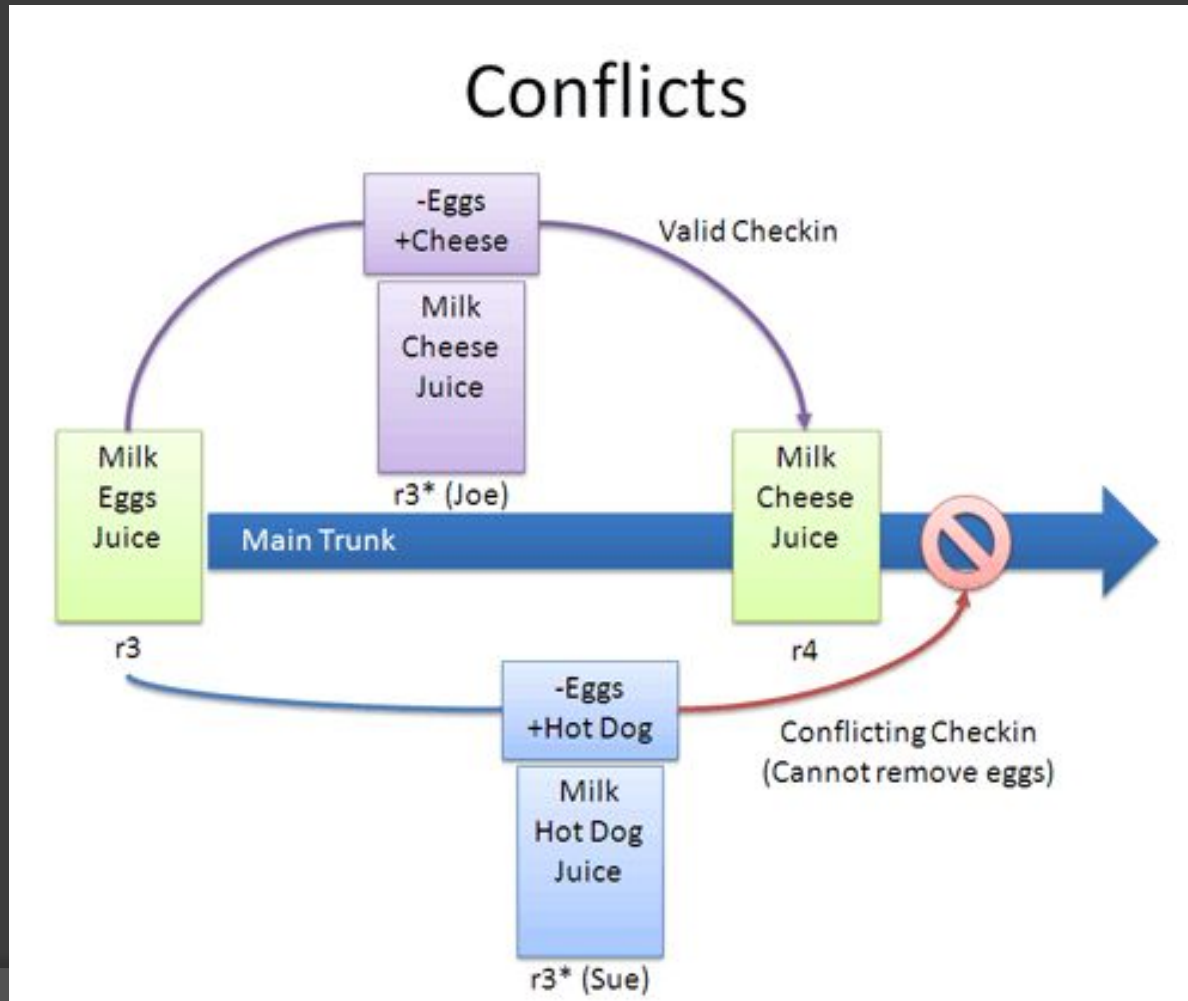 Conflicts
-Eggs
+Cheese
Valid Checkin
Milk
Cheese
Juice
r3* (Joe)
Milk
Eggs
Juice
r3
Main Trunk
Milk
Cheese
Juice
r4
-Eggs
+Hot Dog
Conflicting Checkin
(Cannot remove eggs)
Milk
Hot Dog
Juice
r3* (Sue)